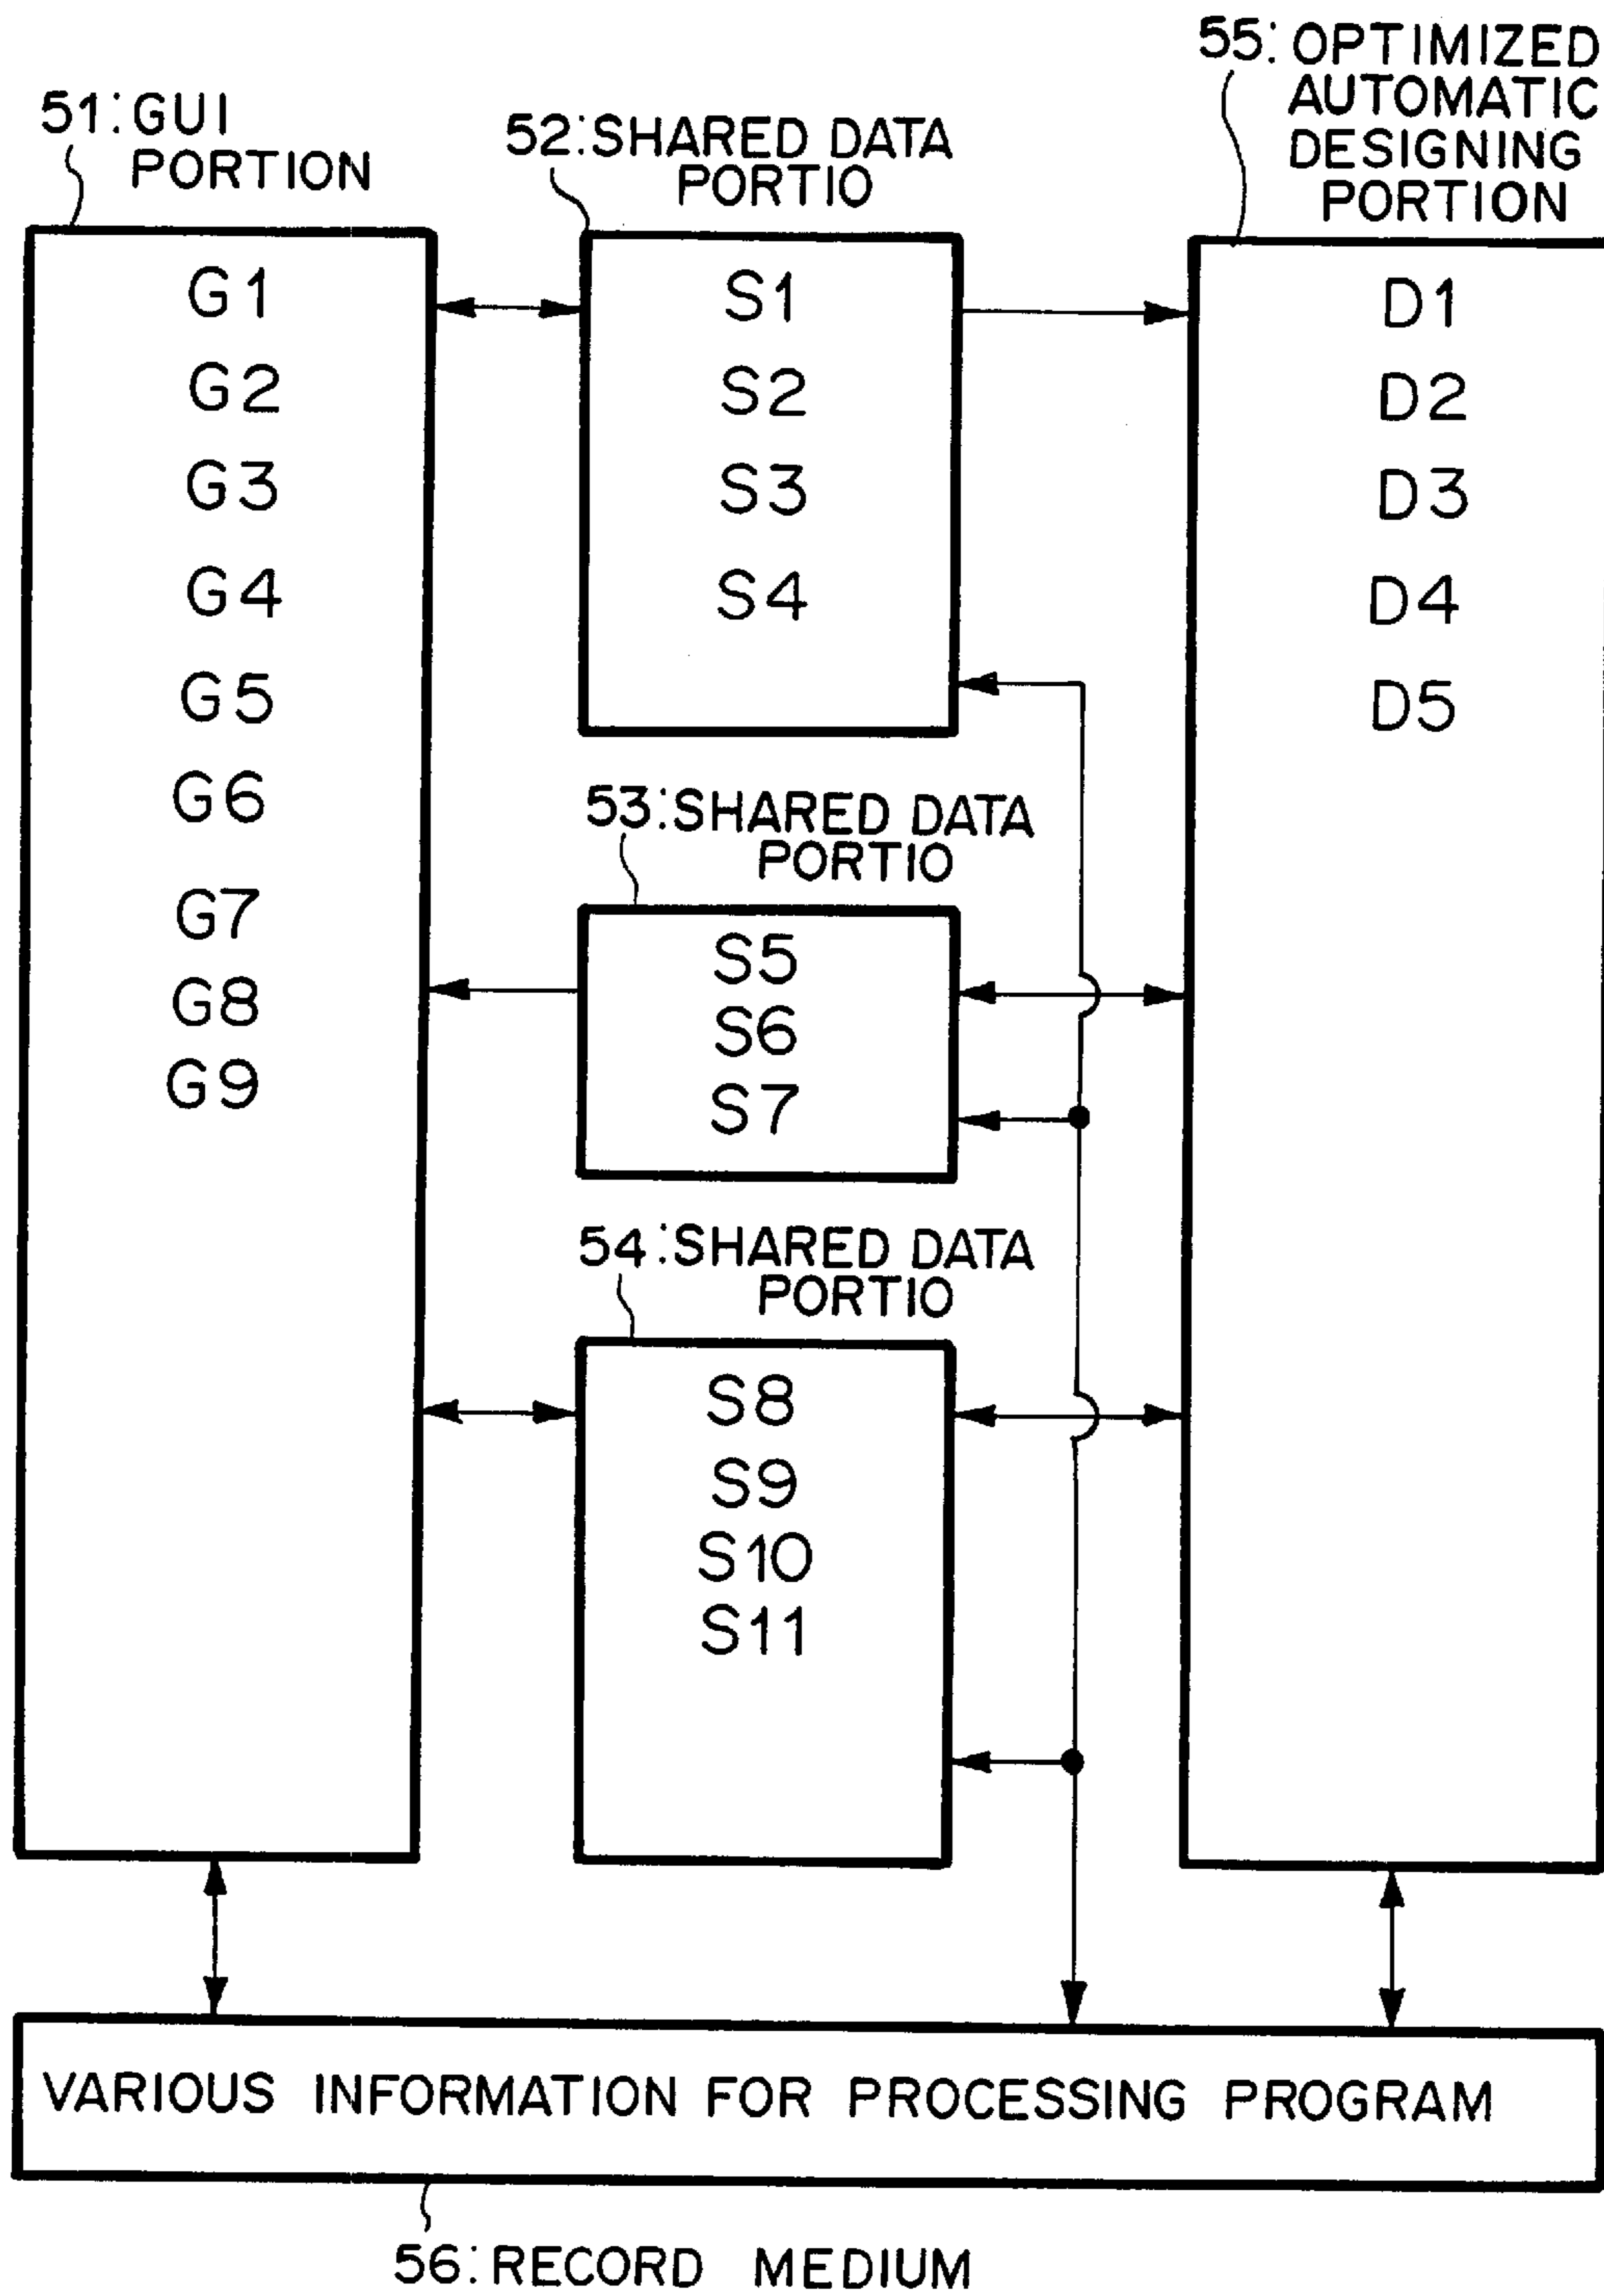 51: GUI
PORTION
52: SHARED DATA
PORTIO
55: OPTIMIZED
AUTOMATIC
DESIGNING
PORTION
G1
G2
G3
G4
G5
G6
G7
G8
G9
S1
S2
S3
S4
53: SHARED DATA
PORTIO
S5
S6
S7
54: SHARED DATA
PORTIO
S8
S9
S10
S11
D1
D2
D3
D4
D5
VARIOUS INFORMATION FOR PROCESSING PROGRAM
56: RECORD MEDIUM